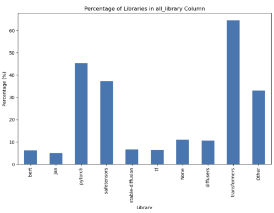 Percentage of Libraries in all_library Column
Percentage (%)
60
50
40
30
20
10
0
bert
jax
pytorch
safetensors
stable-diffusion
tf
None
diffusers
transformers
Other
Library